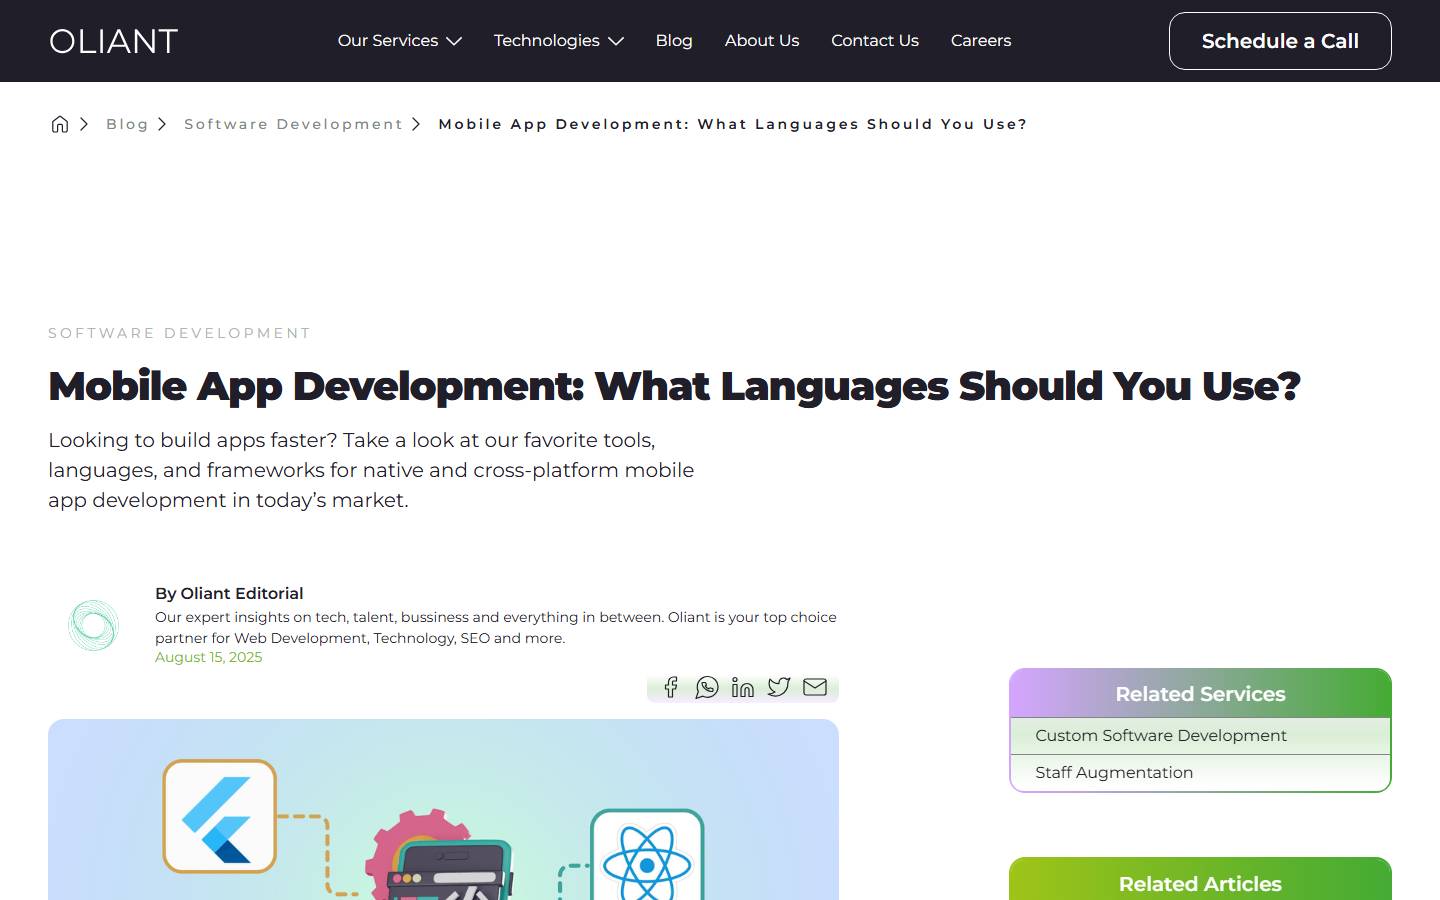 OLIANT
Our Services
Technologies
Blog
About Us
Contact Us
Careers
Schedule a Call
Blog
Software Development
Mobile App Development: What Languages Should You Use?
SOFTWARE DEVELOPMENT
Mobile App Development: What Languages Should You Use?
Looking to build apps faster? Take a look at our favorite tools,
languages, and frameworks for native and cross-platform mobile
app development in today’s market.
By Oliant Editorial
Our expert insights on tech, talent, bussiness and everything in between. Oliant is your top choice
partner for Web Development, Technology, SEO and more.
August 15, 2025
Related Services
Custom Software Development
Staff Augmentation
Related Articles